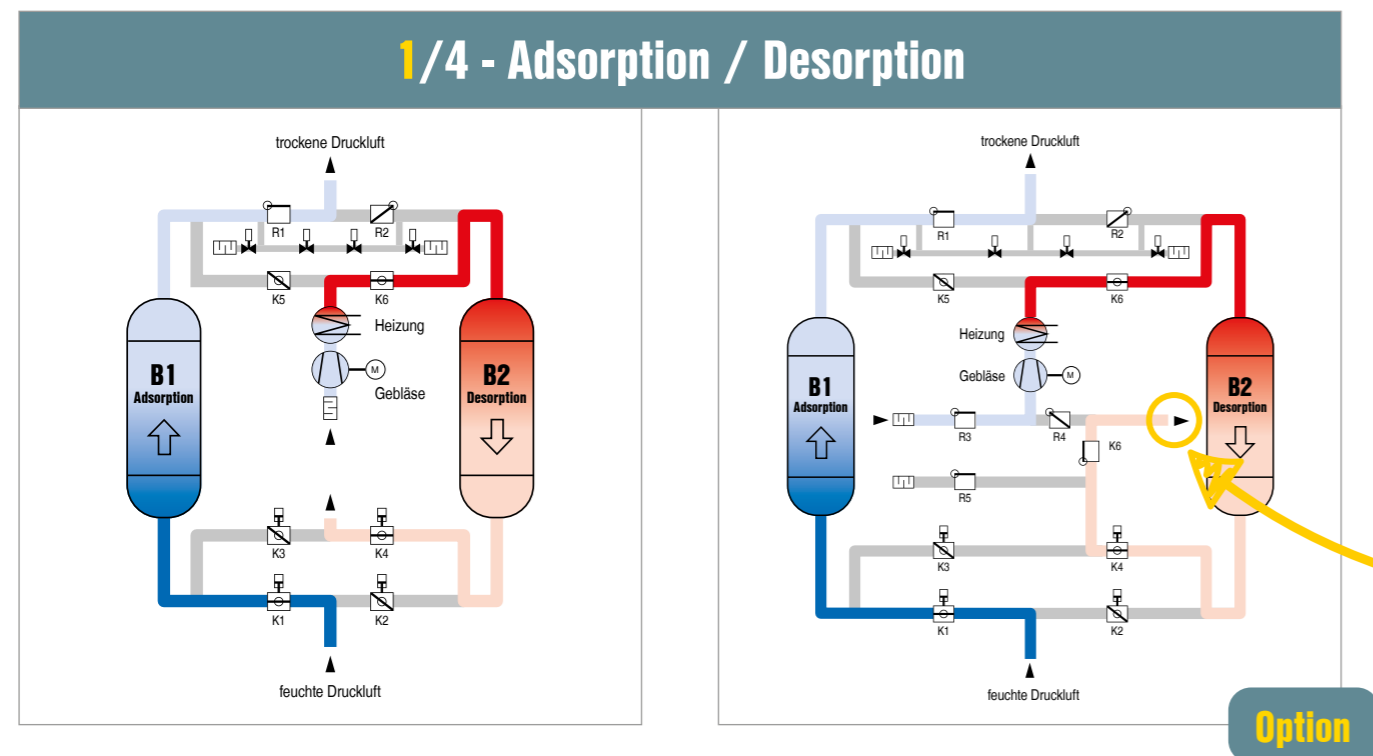 1/4 - Adsorption / Desorption
trockene Druckluft
R1
R2
K5
K6
Heizung
M
Gebläse
B1
Adsorption
B2
Desorption
K3
K4
K1
K2
feuchte Druckluft
trockene Druckluft
R1
R2
K5
K6
Heizung
Gebläse
M
B1
Adsorption
B2
Desorption
R3
R4
K6
R5
K3
K4
K1
K2
feuchte Druckluft
Option